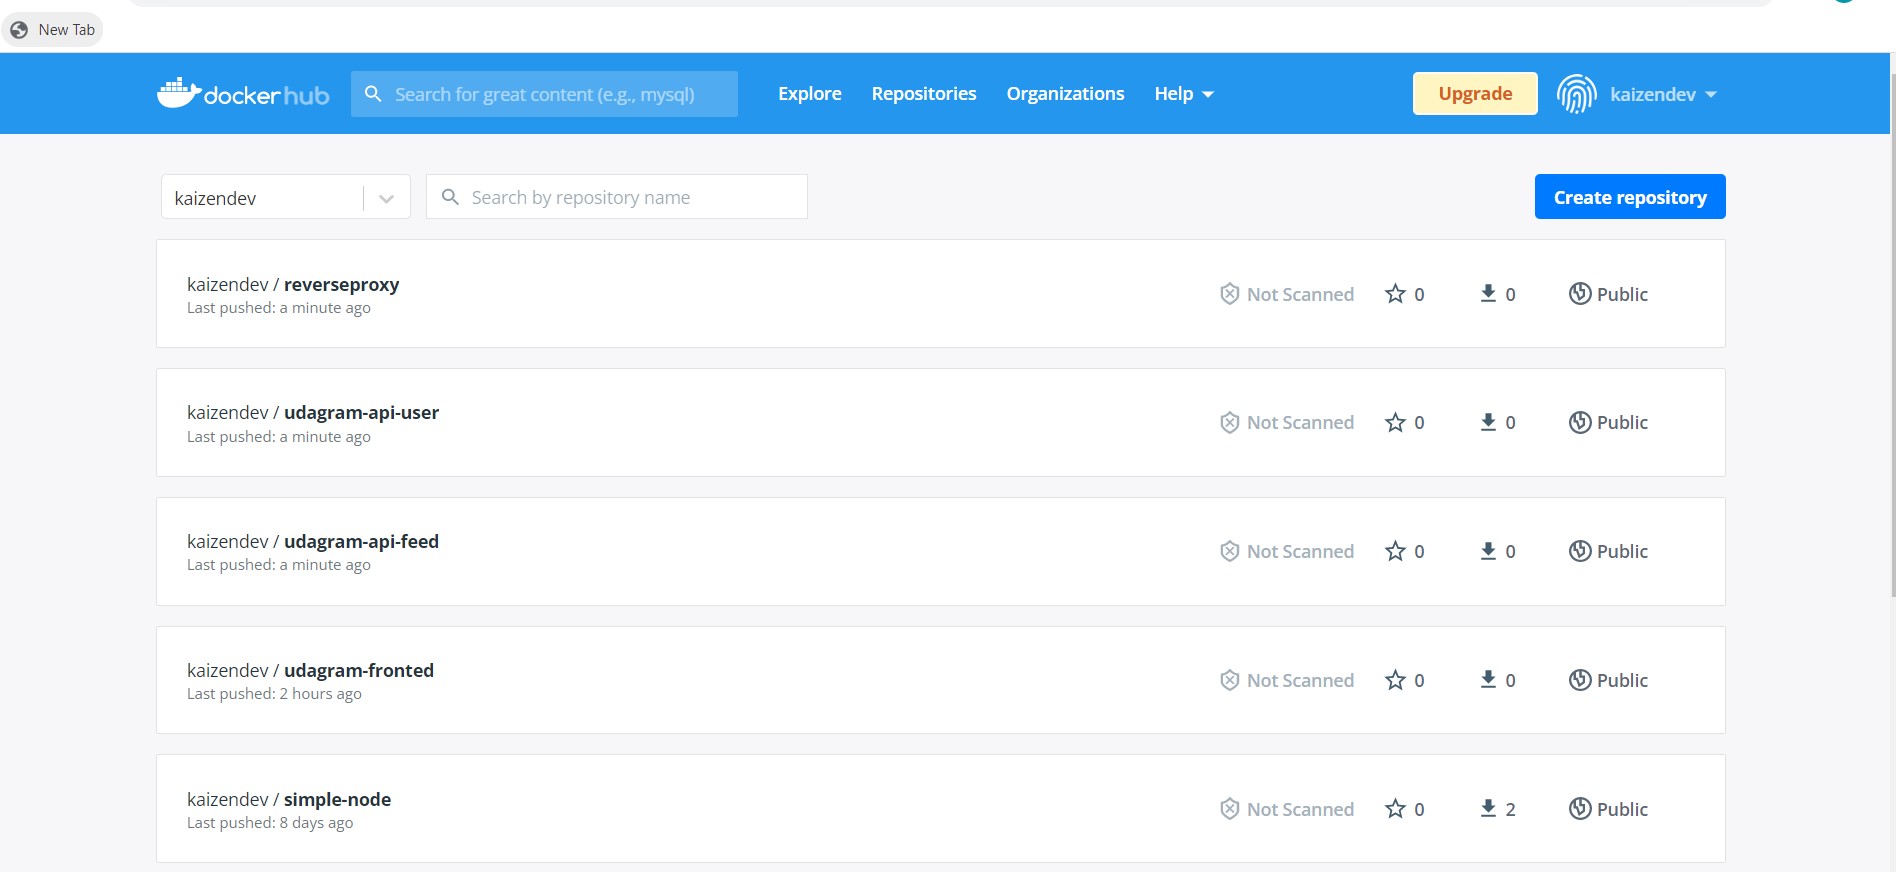 New Tab
docker hub
Search for great content (e.g., mysql)
Explore
Repositories
Organizations
Help
Upgrade
kaizendev
kaizendev
Search by repository name
Create repository
kaizendev / reverseproxy
Last pushed: a minute ago
Not Scanned
0
0
Public
kaizendev / udagram-api-user
Last pushed: a minute ago
Not Scanned
0
0
Public
kaizendev / udagram-api-feed
Last pushed: a minute ago
Not Scanned
0
0
Public
kaizendev / udagram-fronted
Last pushed: 2 hours ago
Not Scanned
0
0
Public
kaizendev / simple-node
Last pushed: 8 days ago
Not Scanned
0
2
Public